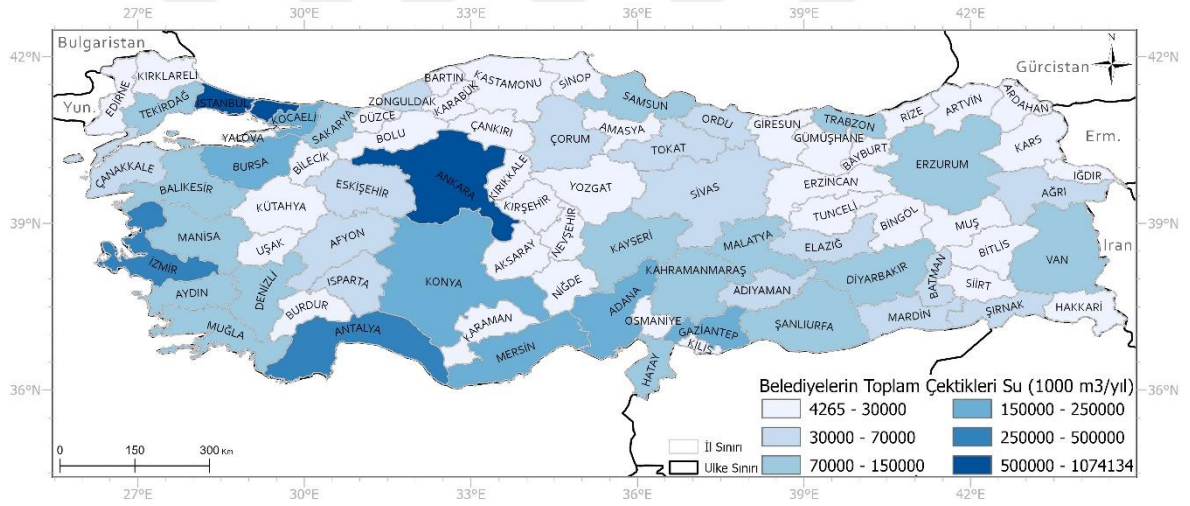 27°E 30°E 33°E 36°E 39°E 42°E
Bulgaristan
42°N
42°N
N
Gürcistan
KIRKLARELİ
EDİRNE
TEKİRDAĞ
Yun.
İSTANBUL
KOCAELİ
YALOVA
SAKARYA
DÜZCE
ZONGULDAK
BARTIN
KARABÜK
KASTAMONU
SİNOP
BOLU
ÇANKIRI
SAMSUN
ORDU
GİRESUN
TRABZON
GÜMÜŞHANE
RİZE
ARTVİN
ARDAHAN
BAYBURT
KARS
Erm.
IĞDIR
AMASYA
ÇORUM
TOKAT
ÇANAKKALE
BURSA
BİLECİK
BALIKESİR
ESKİŞEHİR
ANKARA
KIRIKKALE
YOZGAT
SİVAS
ERZİNCAN
ERZURUM
AĞRI
KÜTAHYA
KIRŞEHİR
NEVŞEHİR
TUNCELİ
BİNGÖL
MUŞ
39°N
39°N
MANİSA
UŞAK
AFYON
AKSARAY
KAYSERİ
MALATYA
ELAZIĞ
BİTLİS
VAN
İran
İZMİR
KONYA
NİĞDE
KAHRAMANMARAŞ
DİYARBAKIR
BATMAN
SİİRT
AYDIN
DENİZLİ
ISPARTA
BURDUR
ADANA
ADIYAMAN
MARDİN
ŞIRNAK
HAKKARİ
MUĞLA
ANTALYA
KARAMAN
MERSİN
OSMANİYE
GAZİANTEP
KİLİS
ŞANLIURFA
HATAY
36°N
36°N
Belediyelerin Toplam Çektikleri Su (1000 m3/yıl)
4265 - 30000 150000 - 250000
30000 - 70000 250000 - 500000
70000 - 150000 500000 - 1074134
İl Sınırı
Ülke Sınırı
0 150 300 Km
27°E 30°E 33°E 36°E 39°E 42°E